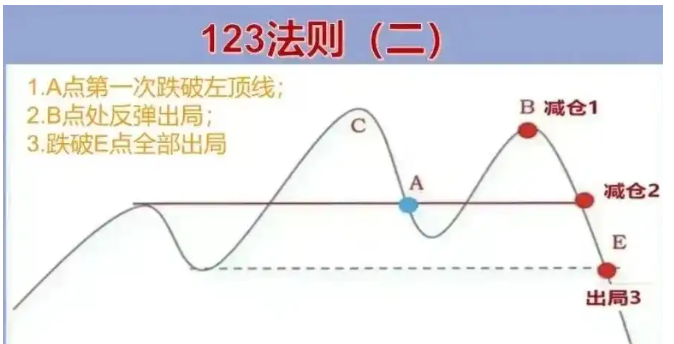 123法则（二）
1.A点第一次跌破左顶线；
2.B点处反弹出局；
3.跌破E点全部出局
B 减仓1
C
A
减仓2
E
出局3